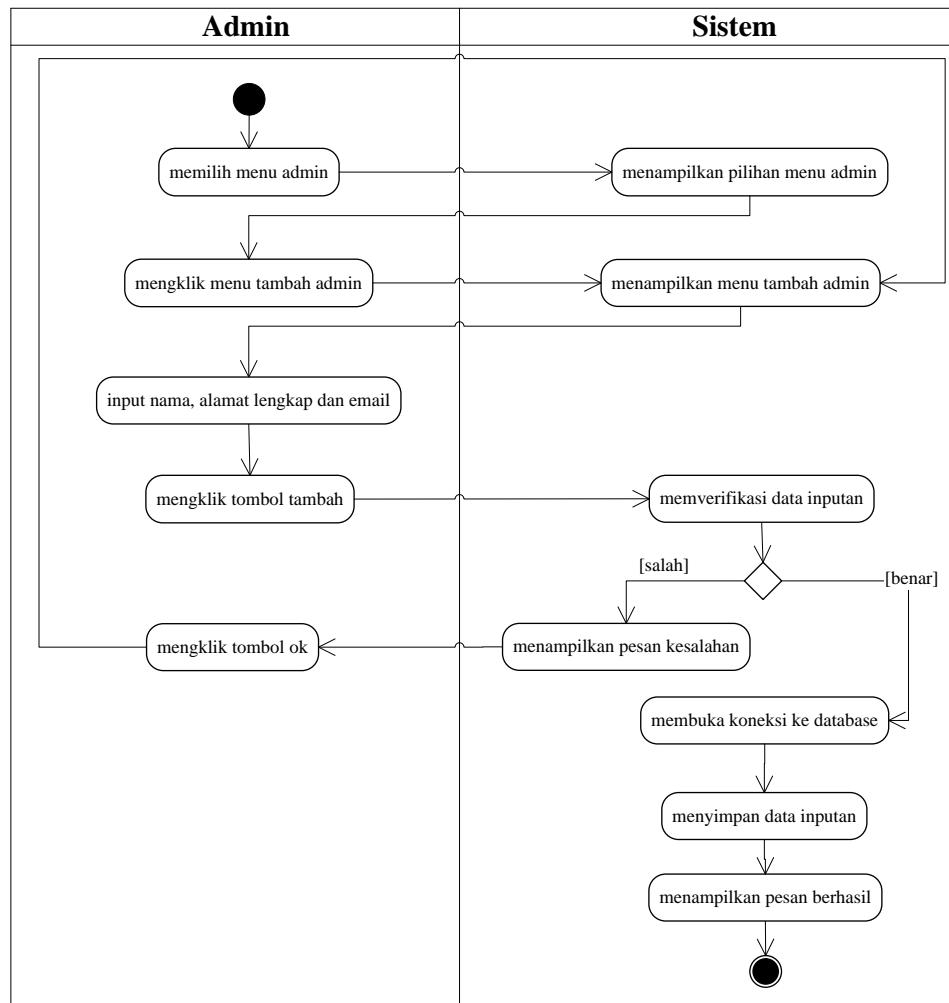 Admin
Sistem
memilih menu admin
menampilkan pilihan menu admin
mengklik menu tambah admin
menampilkan menu tambah admin
input nama, alamat lengkap dan email
mengklik tombol tambah
memverifikasi data inputan
[salah]
[benar]
mengklik tombol ok
menampilkan pesan kesalahan
membuka koneksi ke database
menyimpan data inputan
menampilkan pesan berhasil